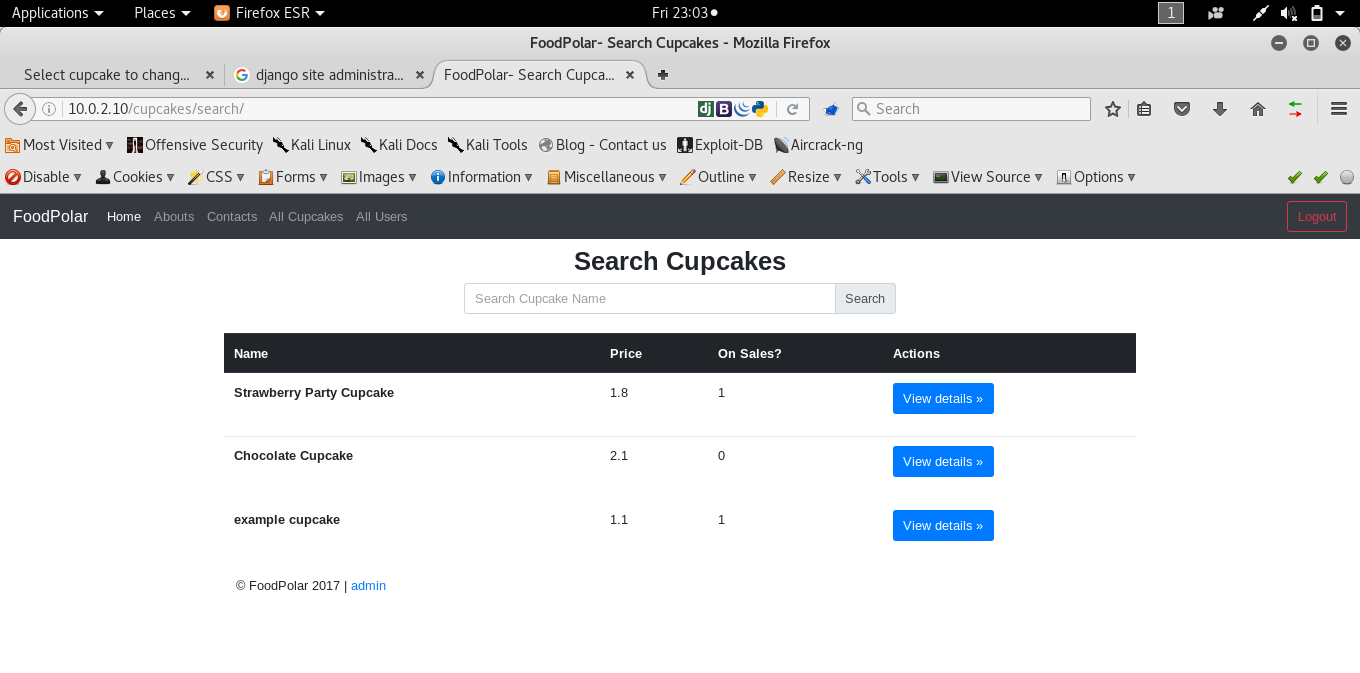 Applications Places Firefox ESR Fri 23:03 1
FoodPolar- Search Cupcakes - Mozilla Firefox
Select cupcake to chang... django site administra... FoodPolar- Search Cupca...
10.0.2.10/cupcakes/search/ dj B Search
Most Visited Offensive Security Kali Linux Kali Docs Kali Tools Blog - Contact us Exploit-DB Aircrack-ng
Disable Cookies CSS Forms Images Information Miscellaneous Outline Resize Tools View Source Options
FoodPolar Home Abouts Contacts All Cupcakes All Users Logout
Search Cupcakes
Search Cupcake Name Search
Name Price On Sales? Actions
Strawberry Party Cupcake 1.8 1 View details »
Chocolate Cupcake 2.1 0 View details »
example cupcake 1.1 1 View details »
© FoodPolar 2017 | admin